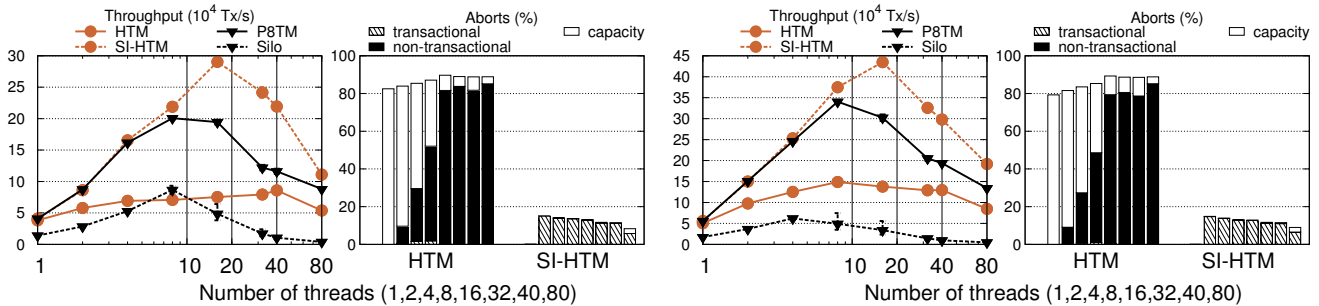 Throughput (10^4 Tx/s)
HTM
SI-HTM
P8TM
Silo
30
25
20
15
10
5
0
1
10
20
40
80
Aborts (%)
transactional
non-transactional
capacity
100
80
60
40
20
0
HTM
SI-HTM
Number of threads (1,2,4,8,16,32,40,80)
Throughput (10^4 Tx/s)
HTM
SI-HTM
P8TM
Silo
45
40
35
30
25
20
15
10
5
0
1
10
20
40
80
Aborts (%)
transactional
non-transactional
capacity
100
80
60
40
20
0
HTM
SI-HTM
Number of threads (1,2,4,8,16,32,40,80)